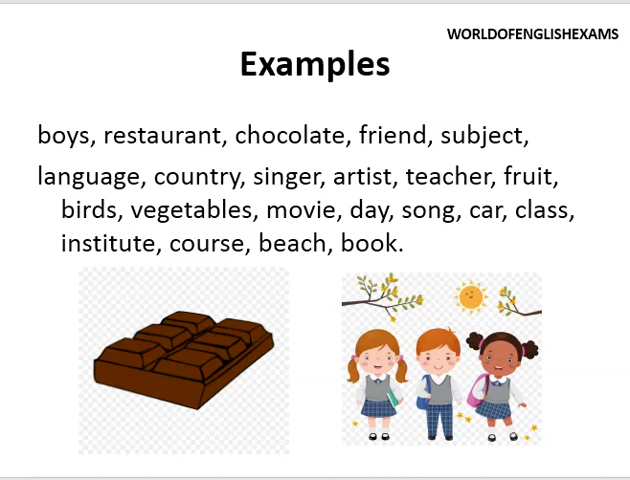 WORLDOFENGLISHEXAMS
Examples
boys, restaurant, chocolate, friend, subject,
language, country, singer, artist, teacher, fruit,
birds, vegetables, movie, day, song, car, class,
institute, course, beach, book.